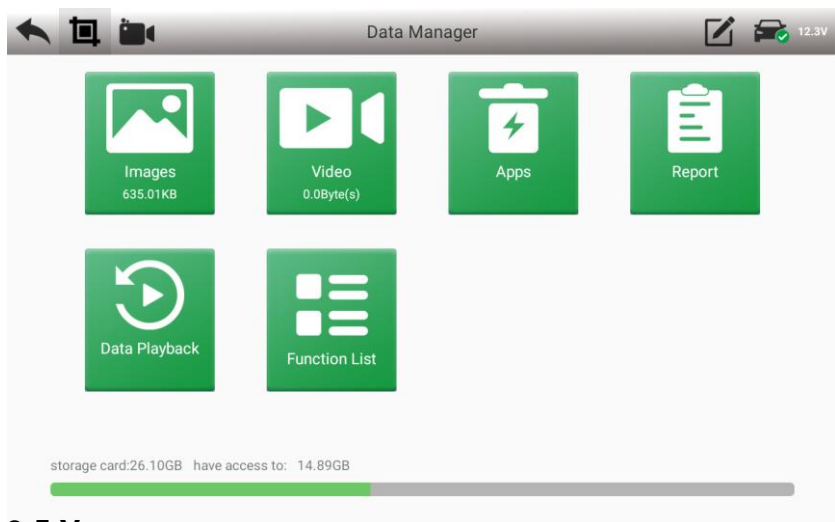 Data Manager
12.3V
Images
635.01KB
Video
0.0Byte(s)
Apps
Report
Data Playback
Function List
storage card:26.10GB have access to: 14.89GB